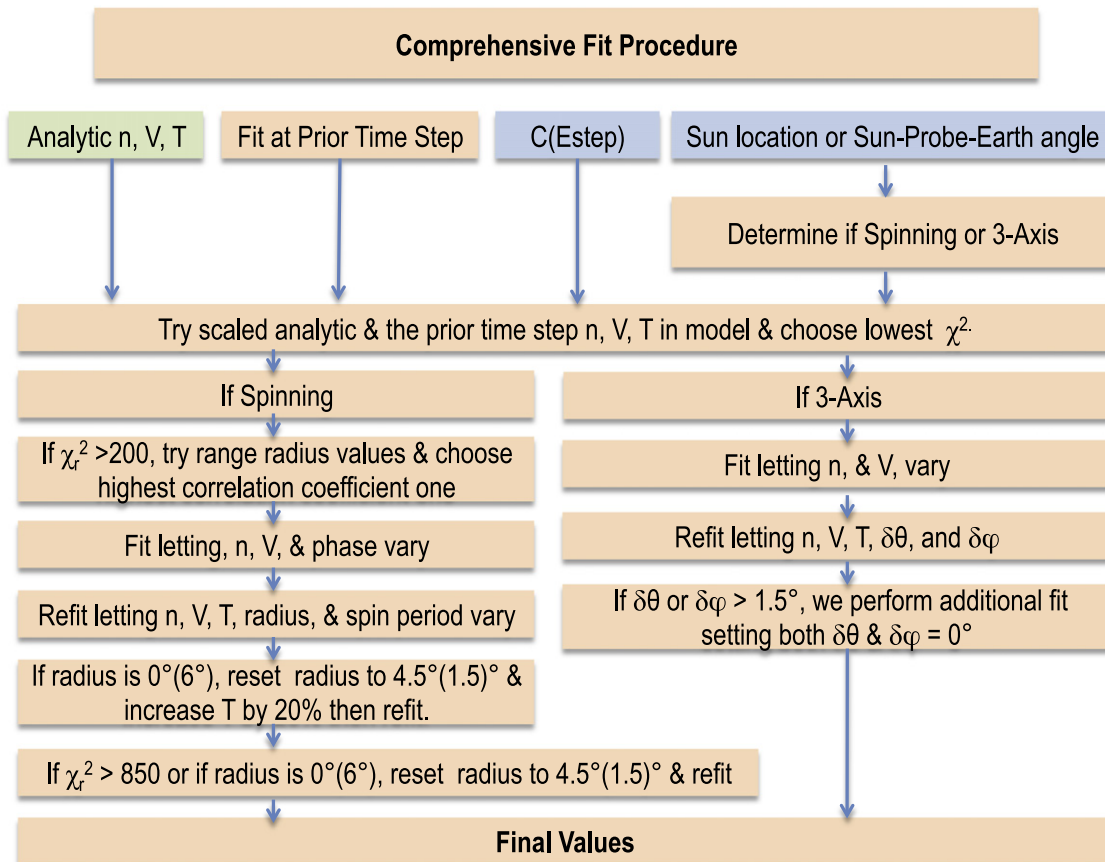 Comprehensive Fit Procedure
Analytic n, V, T
Fit at Prior Time Step
C(Estep)
Sun location or Sun-Probe-Earth angle
Determine if Spinning or 3-Axis
Try scaled analytic & the prior time step n, V, T in model & choose lowest χ².
If Spinning
If χᵣ² >200, try range radius values & choose
highest correlation coefficient one
Fit letting, n, V, & phase vary
Refit letting n, V, T, radius, & spin period vary
If radius is 0°(6°), reset radius to 4.5°(1.5)° &
increase T by 20% then refit.
If χᵣ² > 850 or if radius is 0°(6°), reset radius to 4.5°(1.5)° & refit
If 3-Axis
Fit letting n, & V, vary
Refit letting n, V, T, δθ, and δφ
If δθ or δφ > 1.5°, we perform additional fit
setting both δθ & δφ = 0°
Final Values